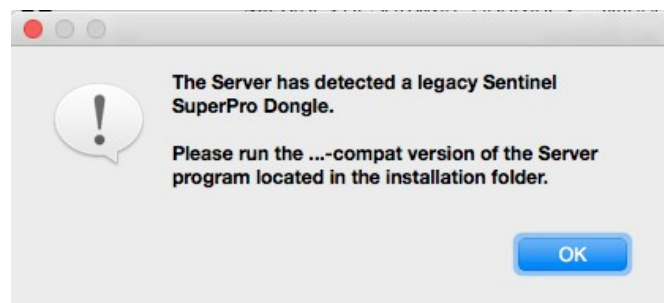 The Server has detected a legacy Sentinel
SuperPro Dongle.
Please run the ...-compat version of the Server
program located in the installation folder.
OK